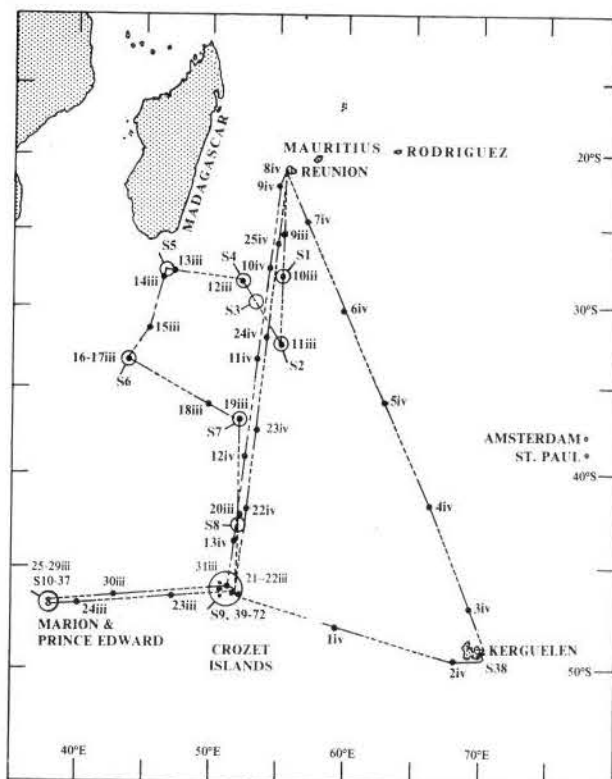 MADAGASCAR
MAURITIUS
RODRIGUEZ
20°S
8iv
REUNION
9iv
7iv
25iv
9iii
S5
13iii
S4
S1
14iii
12iii
10iv
10iii
S3
6iv
15iii
24iv
11iii
16-17iii
11iv
S2
30°S
S6
5iv
18iii
19iii
S7
23iv
AMSTERDAM
ST. PAUL
12iv
40°S
20iii
22iv
4iv
S8
13iv
25-29iii
31iii
21-22iii
S10-37
30iii
24iii
23iii
S9, 39-72
3iv
MARION &
PRINCE EDWARD
CROZET
ISLANDS
1iv
KERGUELEN
2iv
S38
50°S
40°E
50°E
60°E
70°E